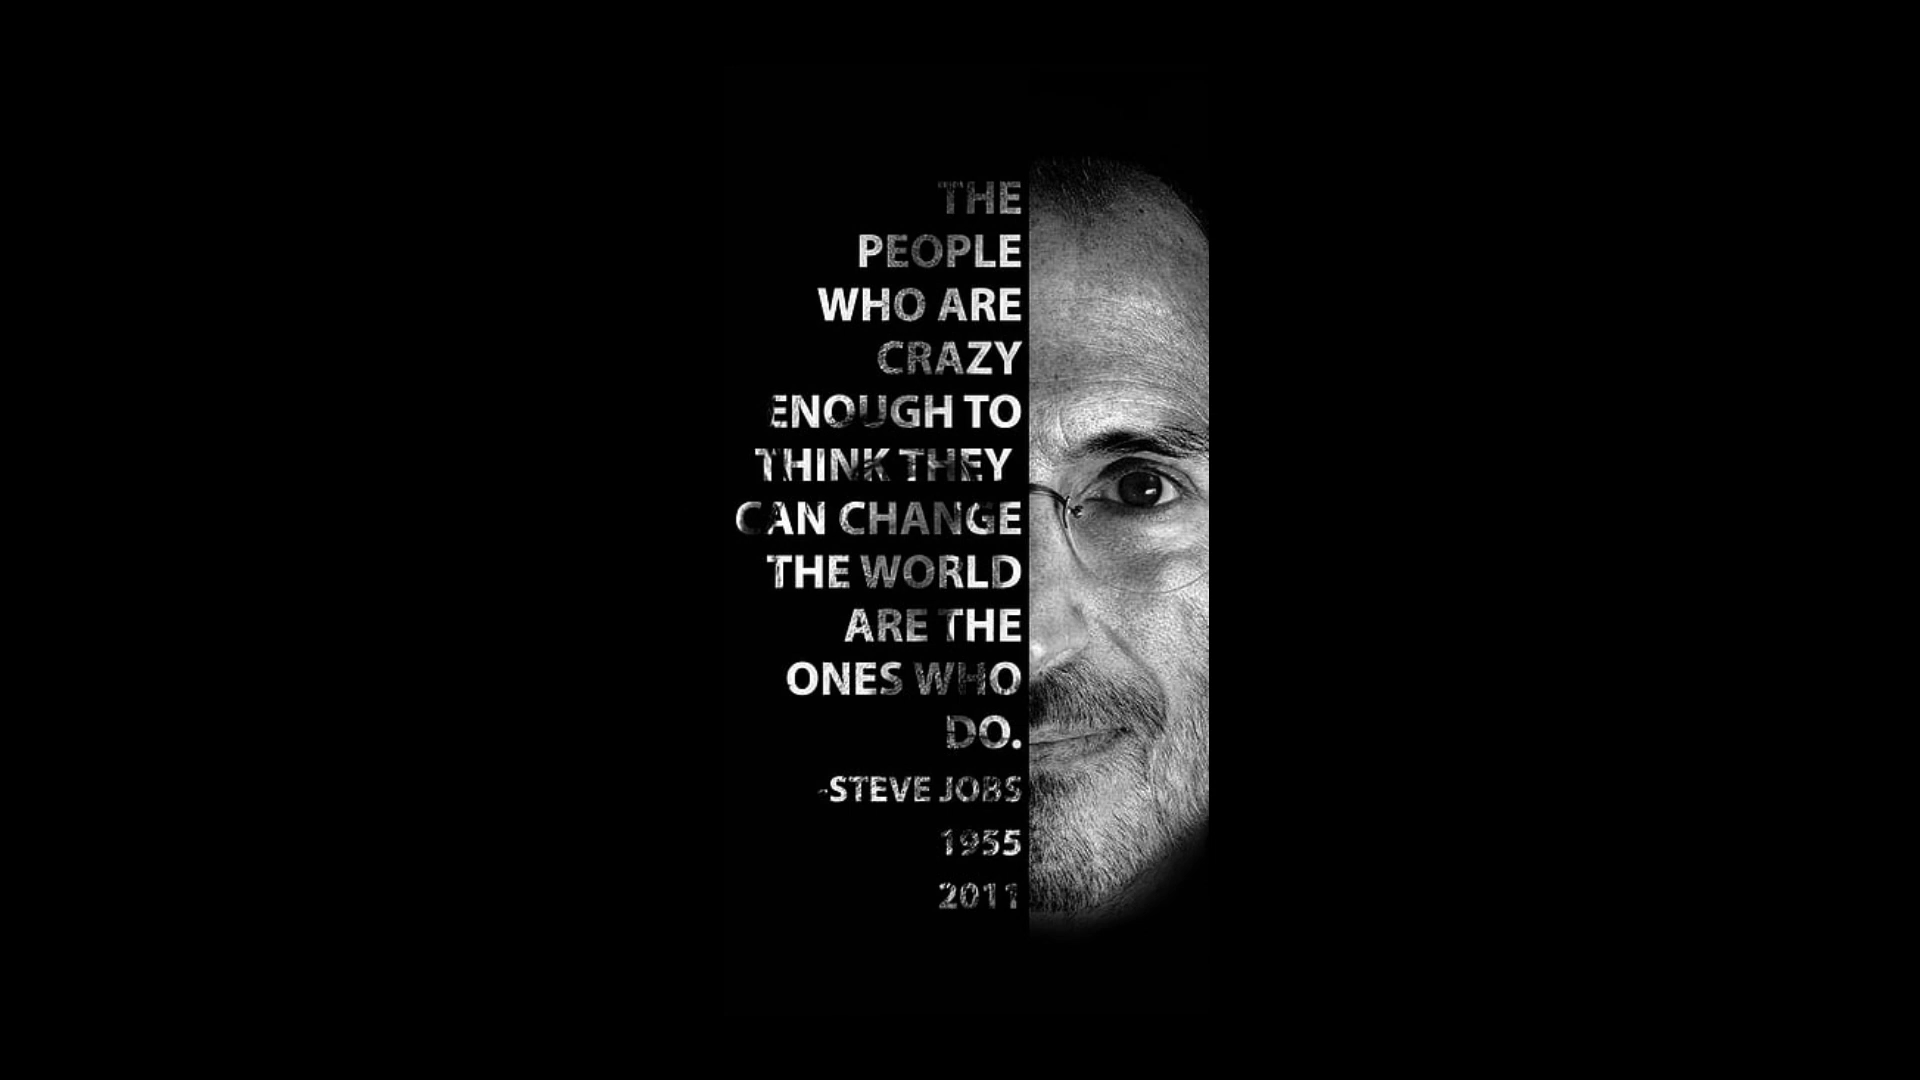 THE
PEOPLE
WHO ARE
CRAZY
ENOUGH TO
THINK THEY
CAN CHANGE
THE WORLD
ARE THE
ONES WHO
DO.
-STEVE JOBS
1955
2011